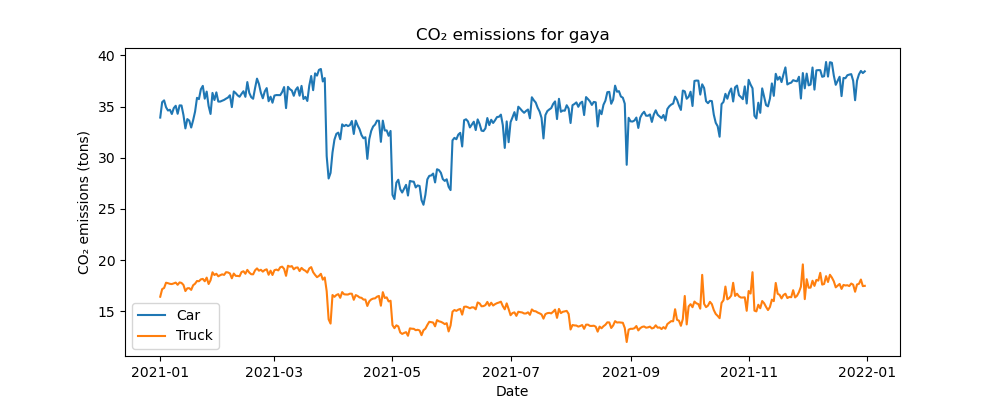 CO₂ emissions for gaya
CO₂ emissions (tons)
40
35
30
25
20
15
Car
Truck
2021-01
2021-03
2021-05
2021-07
2021-09
2021-11
2022-01
Date